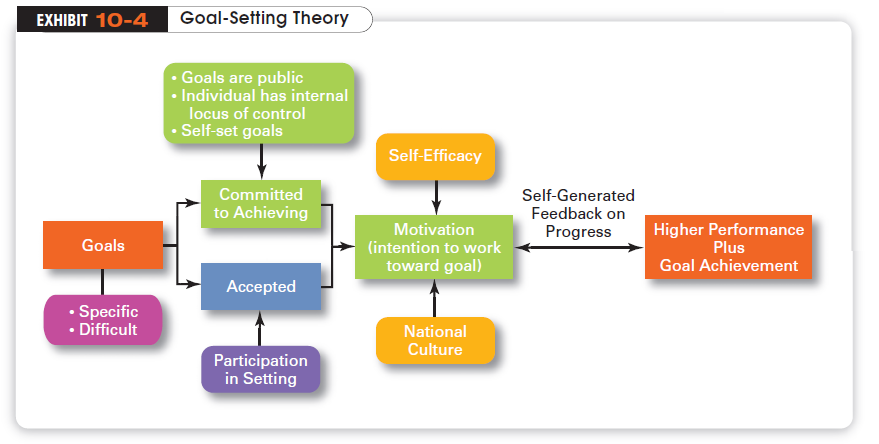 EXHIBIT 10-4 Goal-Setting Theory
• Goals are public
• Individual has internal
locus of control
• Self-set goals
Self-Efficacy
Committed
to Achieving
Self-Generated
Feedback on
Progress
Goals
Motivation
(intention to work
toward goal)
Higher Performance
Plus
Goal Achievement
Accepted
• Specific
• Difficult
National
Culture
Participation
in Setting